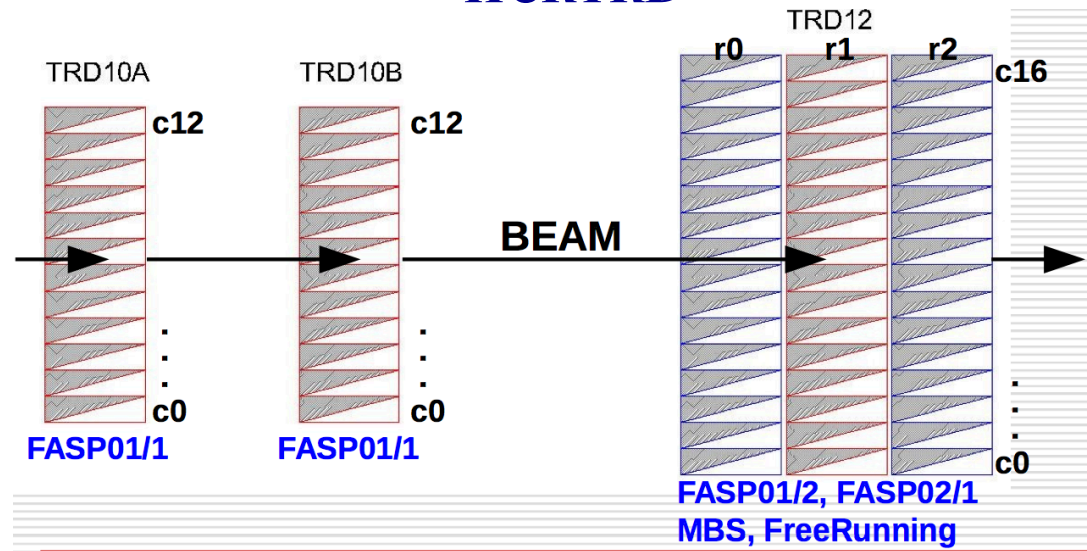 TRD12
r0 r1 r2
TRD10A TRD10B
c16
c12 c12
BEAM
.
.
.
.
.
.
.
.
.
c0 c0
c0
FASP01/1 FASP01/1
FASP01/2, FASP02/1
MBS, FreeRunning